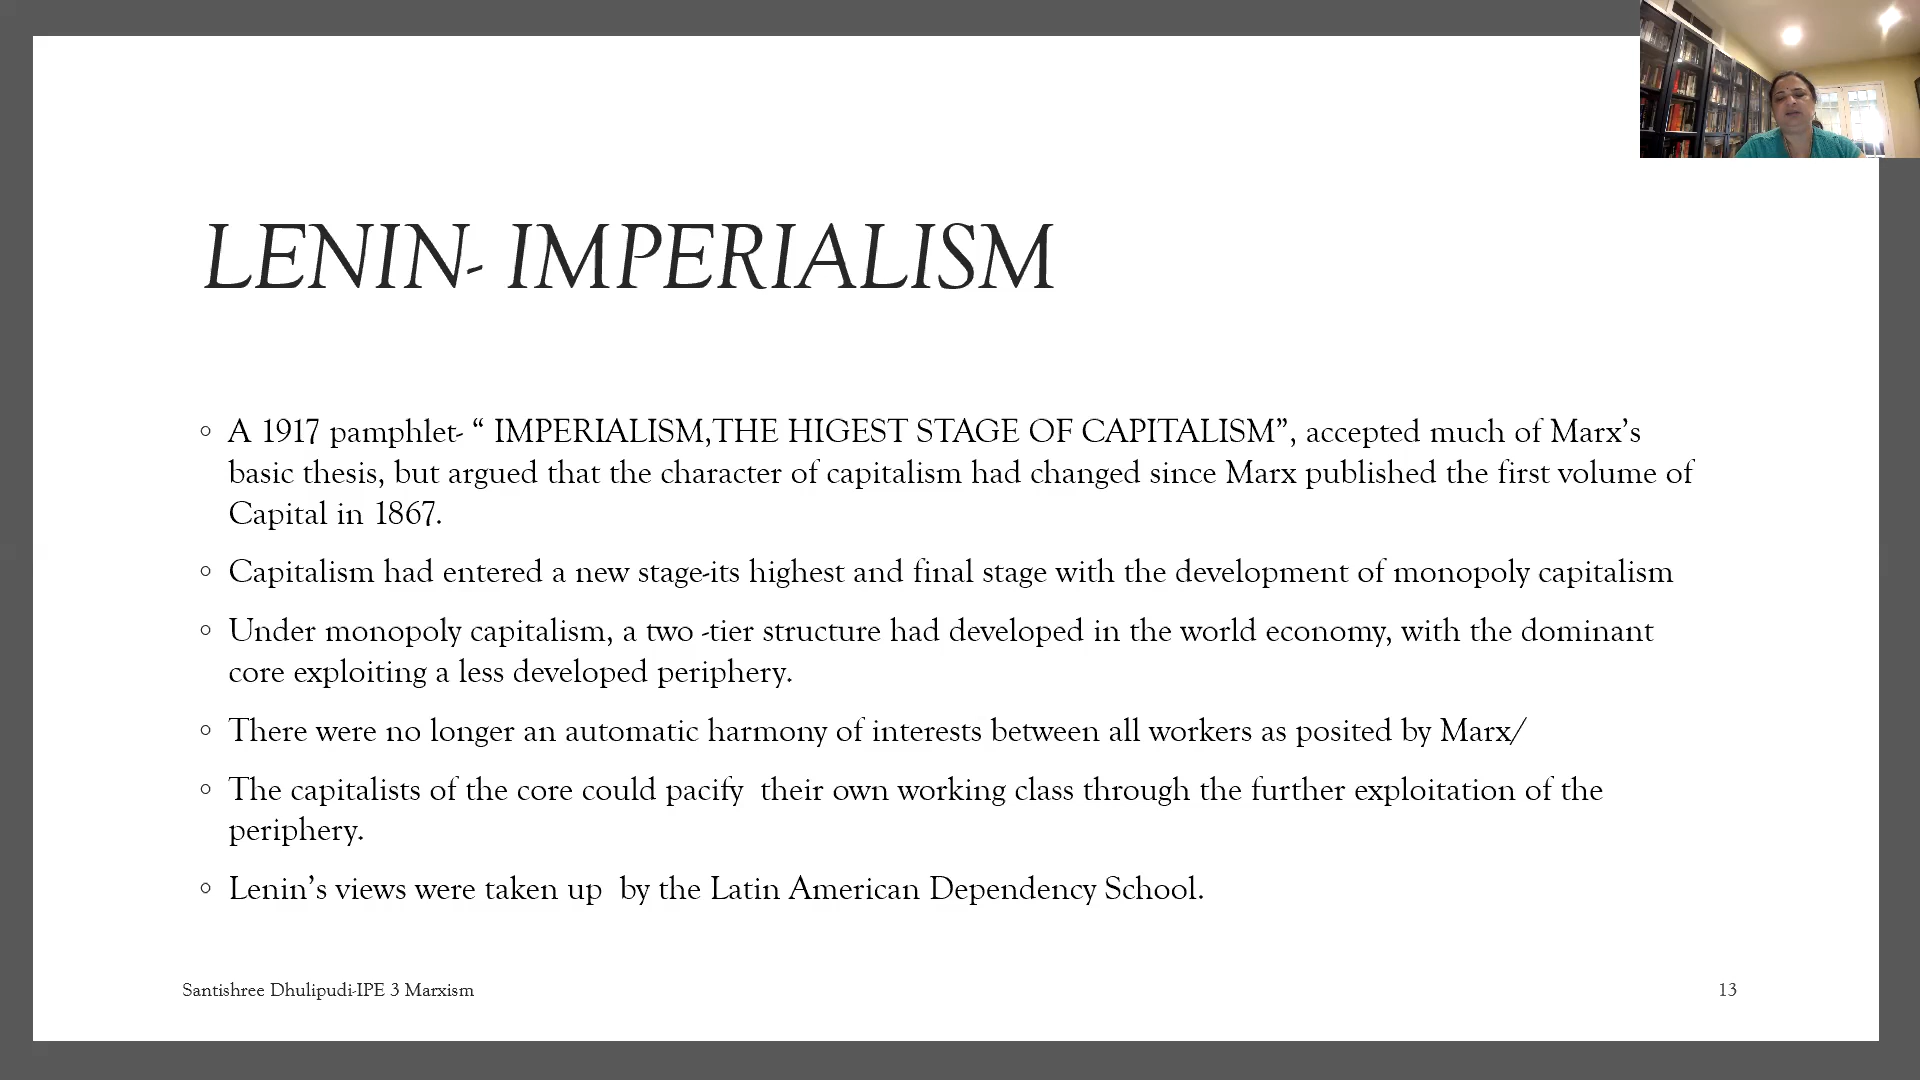 LENIN- IMPERIALISM
◦ A 1917 pamphlet- “ IMPERIALISM,THE HIGEST STAGE OF CAPITALISM”, accepted much of Marx’s
basic thesis, but argued that the character of capitalism had changed since Marx published the first volume of
Capital in 1867.
◦ Capitalism had entered a new stage-its highest and final stage with the development of monopoly capitalism
◦ Under monopoly capitalism, a two -tier structure had developed in the world economy, with the dominant
core exploiting a less developed periphery.
◦ There were no longer an automatic harmony of interests between all workers as posited by Marx/
◦ The capitalists of the core could pacify  their own working class through the further exploitation of the
periphery.
◦ Lenin’s views were taken up  by the Latin American Dependency School.
Santishree Dhulipudi-IPE 3 Marxism
13